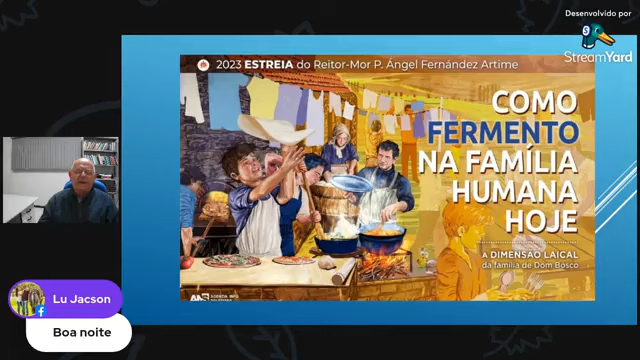 Desenvolvido por
StreamYard
2023 ESTREIA do Reitor-Mor P. Ángel Fernández Artime
COMO
FERMENTO
NA FAMÍLIA
HUMANA
HOJE
A DIMENSÃO LAICAL
da família de Dom Bosco
ANS
Lu Jacson
Boa noite